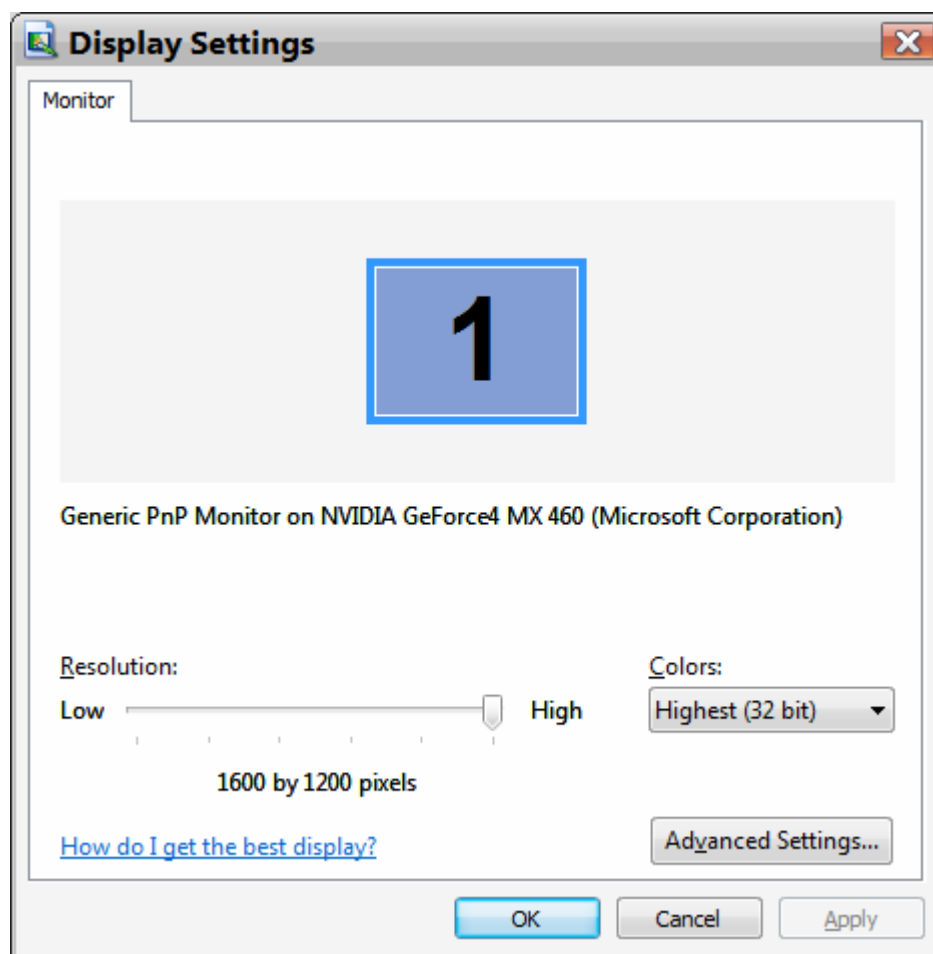 Display Settings
Monitor
1
Generic PnP Monitor on NVIDIA GeForce4 MX 460 (Microsoft Corporation)
Resolution:
Colors:
Low
High
Highest (32 bit)
1600 by 1200 pixels
How do I get the best display?
Advanced Settings...
OK
Cancel
Apply